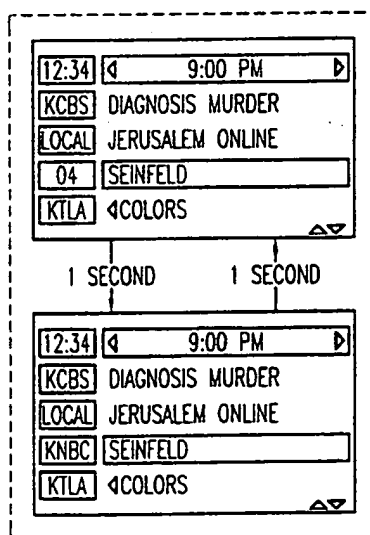 12:34 9:00 PM
KCBS DIAGNOSIS MURDER
LOCAL JERUSALEM ONLINE
04 SEINFELD
KTLA COLORS
1 SECOND 1 SECOND
12:34 9:00 PM
KCBS DIAGNOSIS MURDER
LOCAL JERUSALEM ONLINE
KNBC SEINFELD
KTLA COLORS